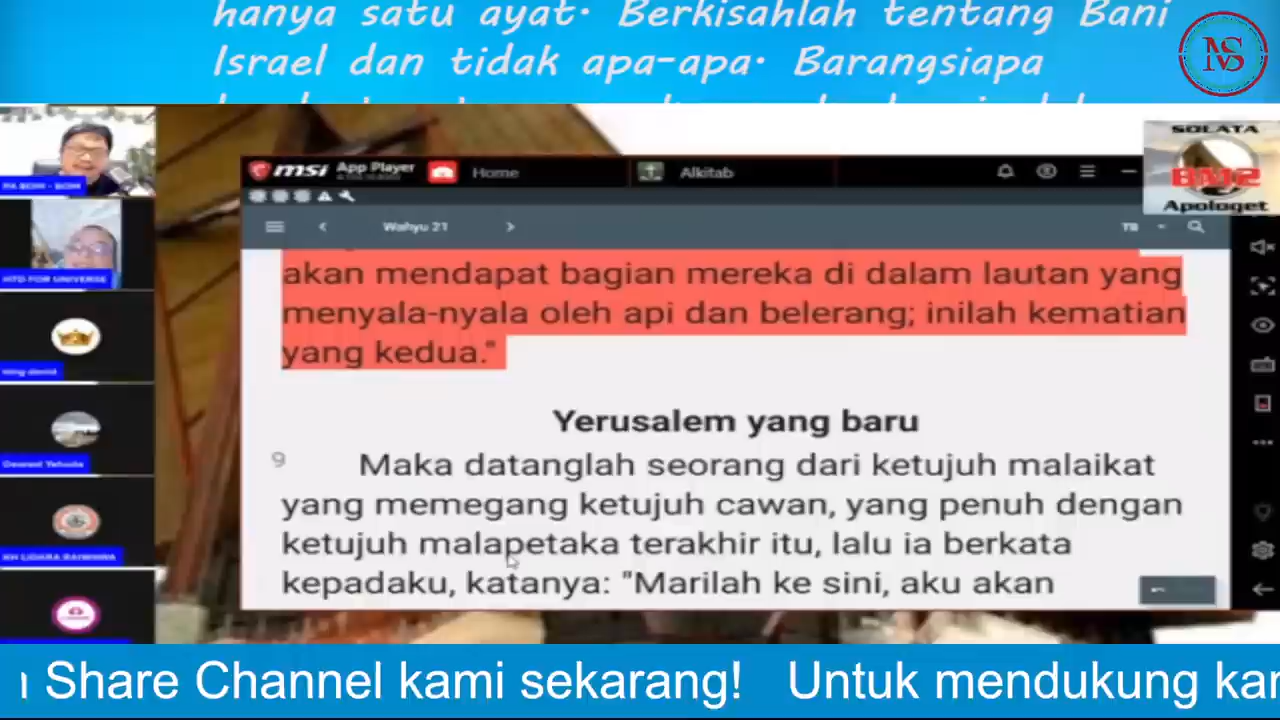 hanya satu ayat. Berkisahlah tentang Bani
Israel dan tidak apa-apa. Barangsiapa
MS
SOLATA
BM2
Apologet
msi App Player
Home
Alkitab
Wahyu 21
TB
akan mendapat bagian mereka di dalam lautan yang
menyala-nyala oleh api dan belerang; inilah kematian
yang kedua."
Yerusalem yang baru
9 Maka datanglah seorang dari ketujuh malaikat
yang memegang ketujuh cawan, yang penuh dengan
ketujuh malapetaka terakhir itu, lalu ia berkata
kepadaku, katanya: "Marilah ke sini, aku akan
HTD FOR UNIVERSE
Share Channel kami sekarang! Untuk mendukung